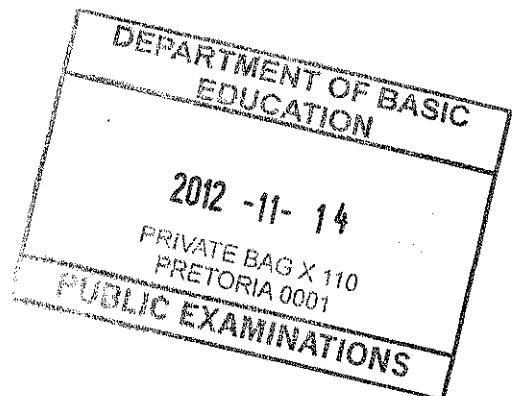 DEPARTMENT OF BASIC
EDUCATION
2012 -11- 14
PRIVATE BAG X 110
PRETORIA 0001
PUBLIC EXAMINATIONS